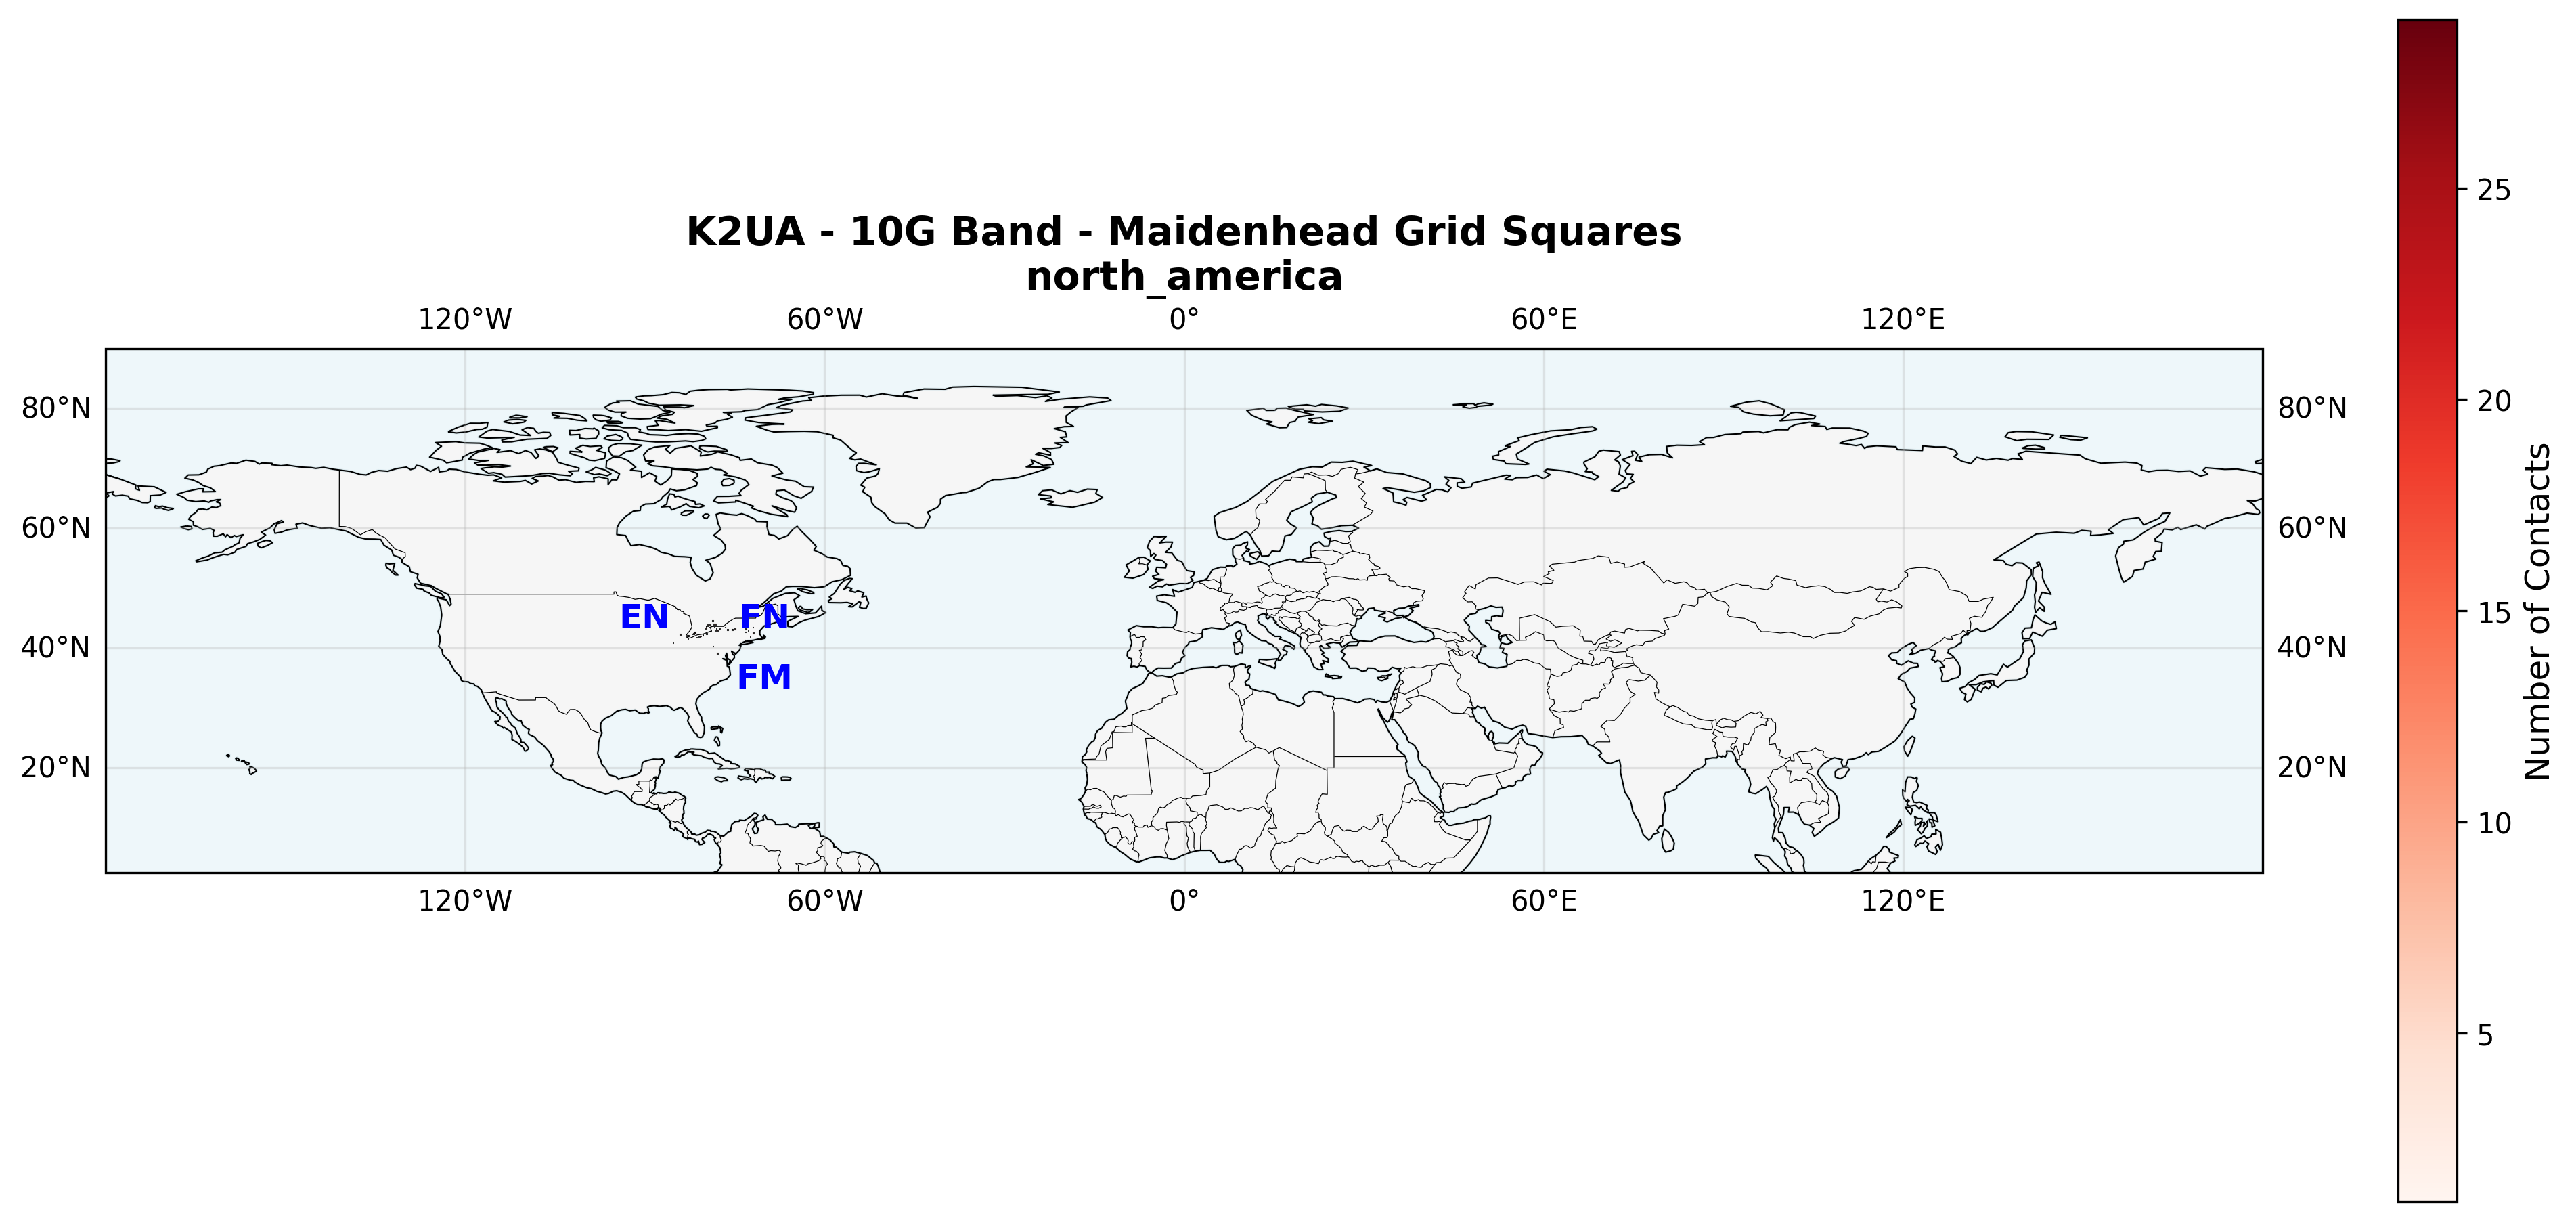 K2UA - 10G Band - Maidenhead Grid Squares
north_america
120°W 60°W 0° 60°E 120°E
80°N 80°N
60°N 60°N
40°N 40°N
20°N 20°N
EN FN
FM
120°W 60°W 0° 60°E 120°E
25
20
15
10
5
Number of Contacts